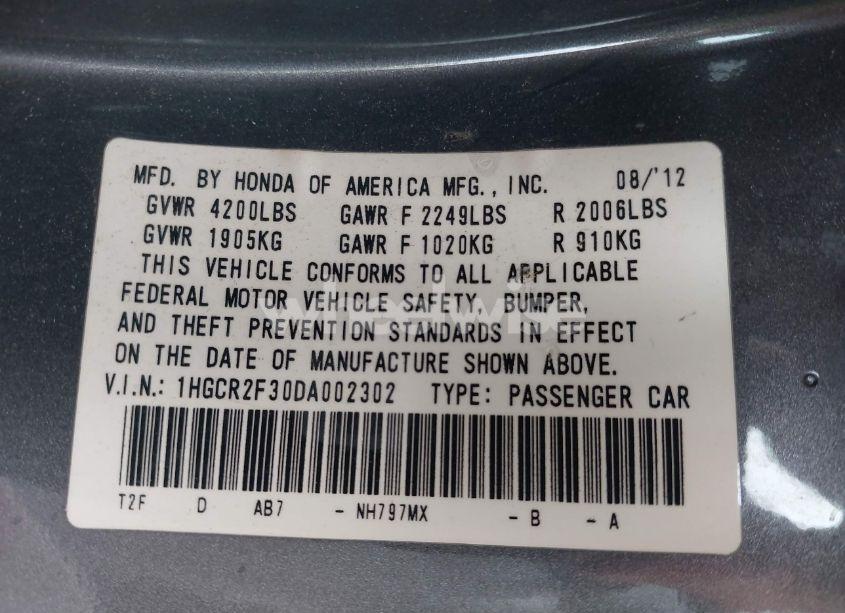 MFD. BY HONDA OF AMERICA MFG., INC. 08/'12
GVWR 4200LBS GAWR F 2249LBS R 2006LBS
GVWR 1905KG GAWR F 1020KG R 910KG
THIS VEHICLE CONFORMS TO ALL APPLICABLE
FEDERAL MOTOR VEHICLE SAFETY, BUMPER,
AND THEFT PREVENTION STANDARDS IN EFFECT
ON THE DATE OF MANUFACTURE SHOWN ABOVE.
V.I.N.: 1HGCR2F30DA002302 TYPE: PASSENGER CAR
T2F D AB7 - NH797MX - B - A